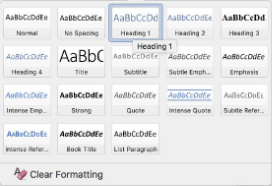 AaBbCcDdEe AaBbCcDdEe AaBbCcDd AaBbCcDdEe AaBbCcDd
Normal No Spacing Heading 1 Heading 2 Heading 3
Heading 1
AaBbCcDdEe AaBbC AaBbCcDdEe AaBbCcDdEe AaBbCcDdEe
Heading 4 Title Subtitle Subtle Emph... Emphasis
AaBbCcDdEe AaBbCcDdEe AaBbCcDdEe AaBbCcDdEe AaBbCcDdEe
Intense Emp... Strong Quote Intense Quote Subtle Refer...
AaBbCcDdEe AaBbCcDdEe AaBbCcDdEe
Intense Refer... Book Title List Paragraph
Clear Formatting